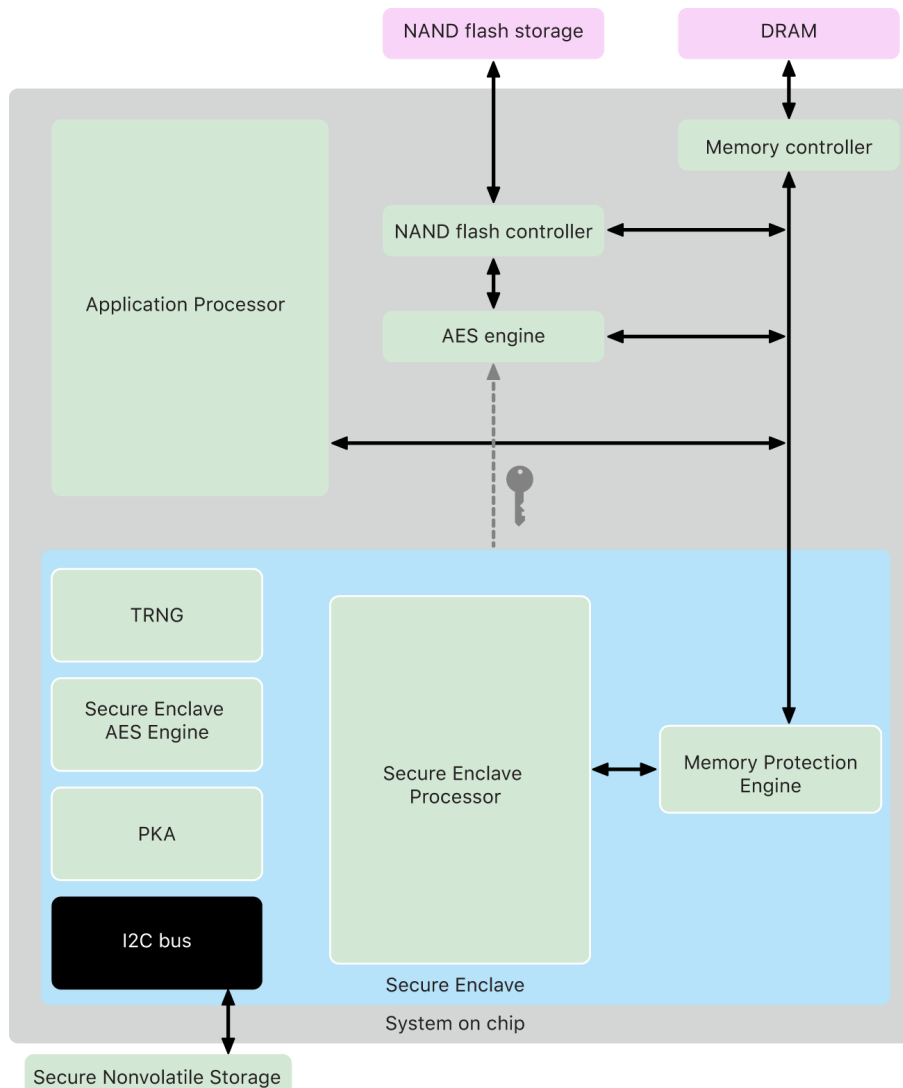 NAND flash storage
DRAM
Memory controller
NAND flash controller
Application Processor
AES engine
TRNG
Secure Enclave
AES Engine
Secure Enclave
Processor
Memory Protection
Engine
PKA
I2C bus
Secure Enclave
System on chip
Secure Nonvolatile Storage